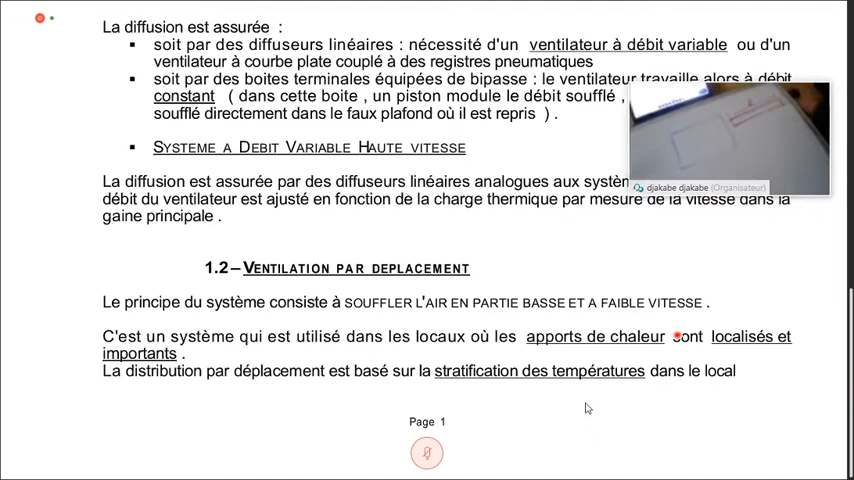 La diffusion est assurée :
▪ soit par des diffuseurs linéaires : nécessité d'un ventilateur à débit variable ou d'un
ventilateur à courbe plate couplé à des registres pneumatiques
▪ soit par des boites terminales équipées de bipasse : le ventilateur travaille alors à débit
constant ( dans cette boite , un piston module le débit soufflé ,
soufflé directement dans le faux plafond où il est repris ) .
▪ SYSTEME A DEBIT VARIABLE HAUTE VITESSE
La diffusion est assurée par des diffuseurs linéaires analogues aux
débit du ventilateur est ajusté en fonction de la charge thermique par mesure de la vitesse dans la
gaine principale .
djakabe djakabe (Organisateur)
1.2 – VENTILATION PAR DEPLACEMENT
Le principe du système consiste à SOUFFLER L'AIR EN PARTIE BASSE ET A FAIBLE VITESSE .
C'est un système qui est utilisé dans les locaux où les apports de chaleur sont localisés et
importants .
La distribution par déplacement est basé sur la stratification des températures dans le local
Page 1